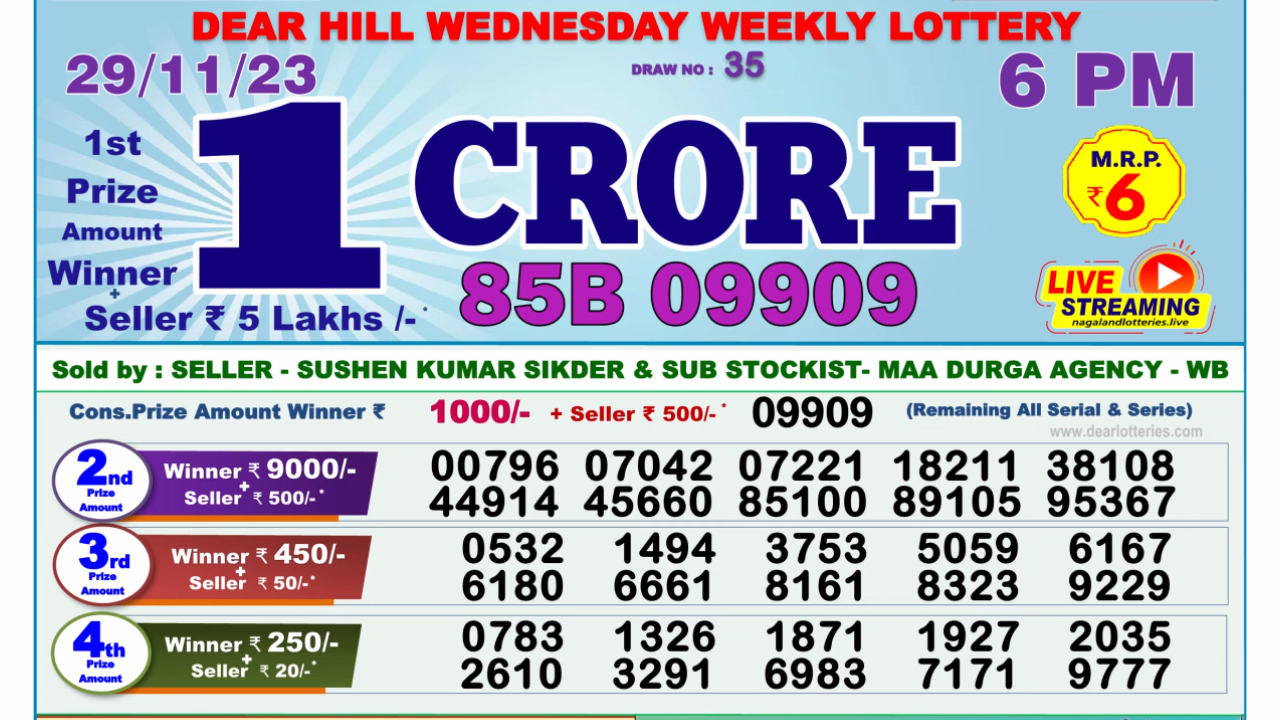 DEAR HILL WEDNESDAY WEEKLY LOTTERY
29/11/23
DRAW NO : 35
6 PM
1st
Prize
Amount
Winner
+
Seller ₹ 5 Lakhs /-*
1 CRORE
85B 09909
M.R.P.
₹6
LIVE
STREAMING
nagalandlotteries.live
Sold by : SELLER - SUSHEN KUMAR SIKDER & SUB STOCKIST- MAA DURGA AGENCY - WB
Cons.Prize Amount Winner ₹ 1000/- + Seller ₹ 500/-* 09909 (Remaining All Serial & Series)
www.dearlotteries.com
2nd
Prize
Amount
Winner ₹ 9000/-
+
Seller ₹ 500/-*
00796 07042 07221 18211 38108
44914 45660 85100 89105 95367
3rd
Prize
Amount
Winner ₹ 450/-
+
Seller ₹ 50/-*
0532 1494 3753 5059 6167
6180 6661 8161 8323 9229
4th
Prize
Amount
Winner ₹ 250/-
+
Seller ₹ 20/-*
0783 1326 1871 1927 2035
2610 3291 6983 7171 9777